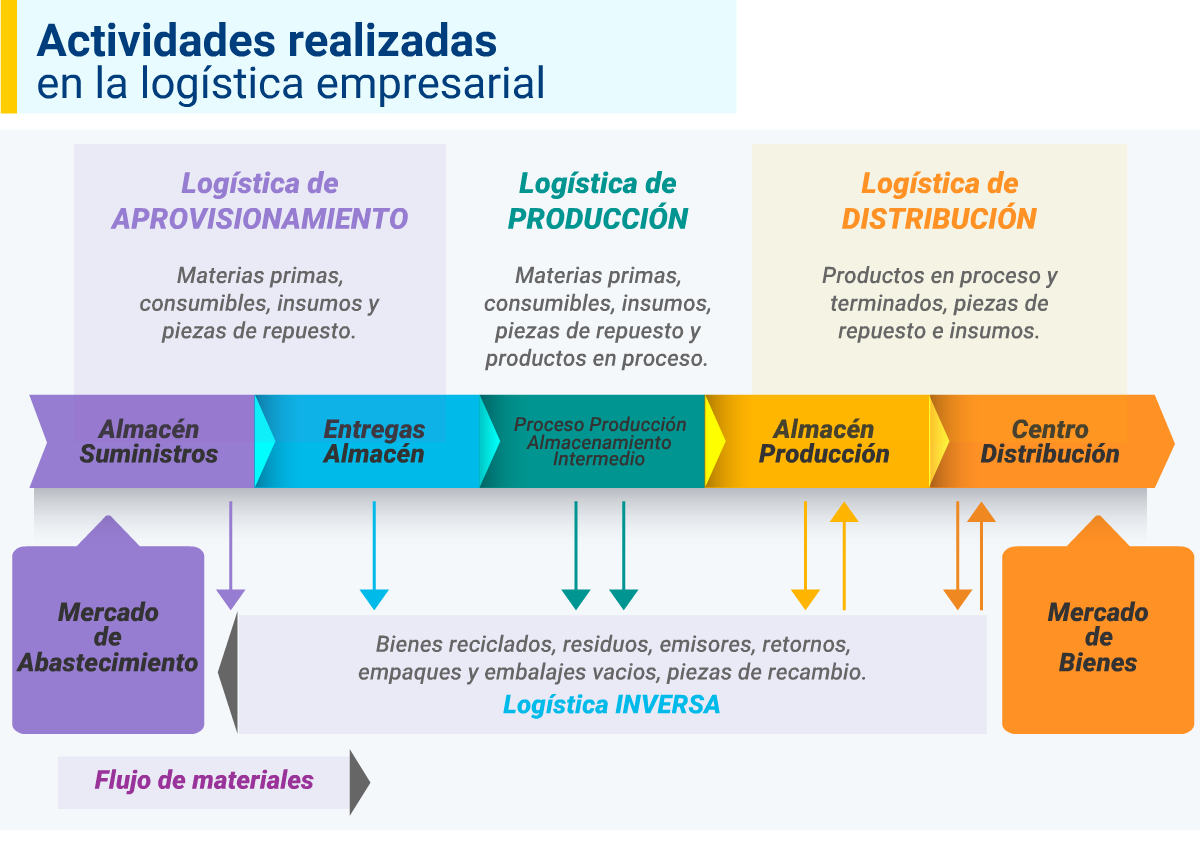 Actividades realizadas
en la logística empresarial
Logística de
APROVISIONAMIENTO
Materias primas,
consumibles, insumos y
piezas de repuesto.
Logística de
PRODUCCIÓN
Materias primas,
consumibles, insumos,
piezas de repuesto y
productos en proceso.
Logística de
DISTRIBUCIÓN
Productos en proceso y
terminados, piezas de
repuesto e insumos.
Almacén
Suministros
Entregas
Almacén
Proceso Producción
Almacenamiento
Intermedio
Almacén
Producción
Centro
Distribución
Mercado
de
Abastecimiento
Bienes reciclados, residuos, emisores, retornos,
empaques y embalajes vacios, piezas de recambio.
Logística INVERSA
Mercado
de
Bienes
Flujo de materiales